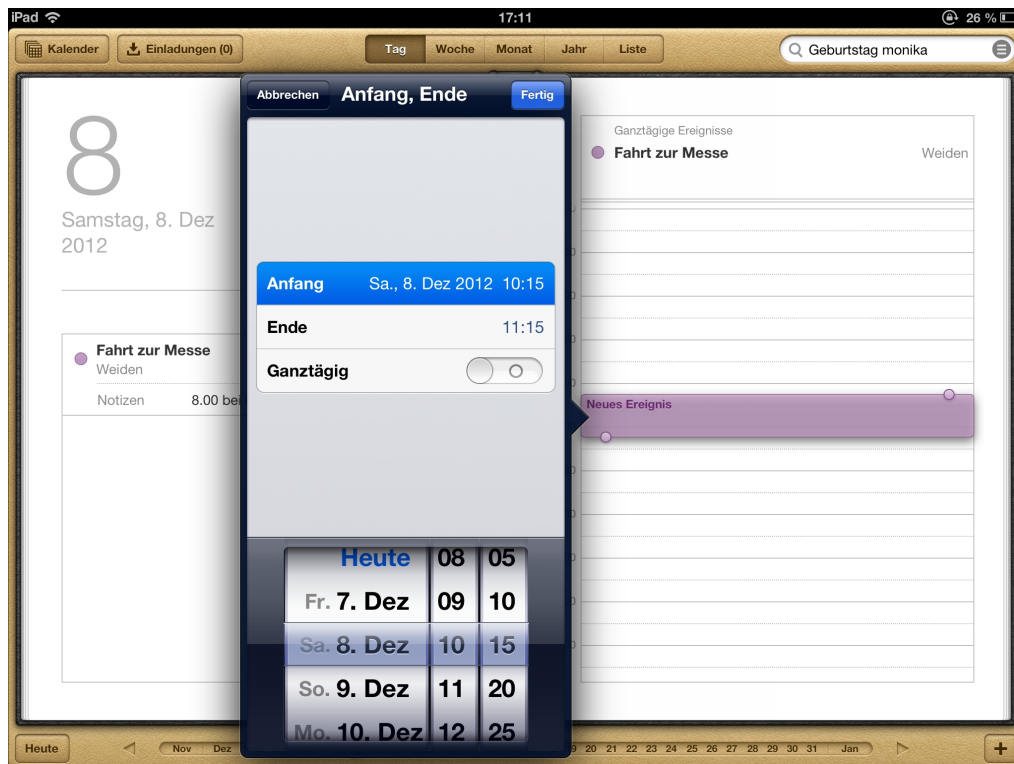 iPad 17:11 26 %
Kalender Einladungen (0) Tag Woche Monat Jahr Liste Geburtstag monika
Abbrechen Anfang, Ende Fertig
8
Samstag, 8. Dez
2012
Fahrt zur Messe
Weiden
Notizen 8.00 bei
Anfang Sa., 8. Dez 2012 10:15
Ende 11:15
Ganztägig
Heute 08 05
Fr. 7. Dez 09 10
Sa. 8. Dez 10 15
So. 9. Dez 11 20
Mo. 10. Dez 12 25
Ganztägige Ereignisse
Fahrt zur Messe Weiden
Neues Ereignis
Heute Nov Dez 20 21 22 23 24 25 26 27 28 29 30 31 Jan +